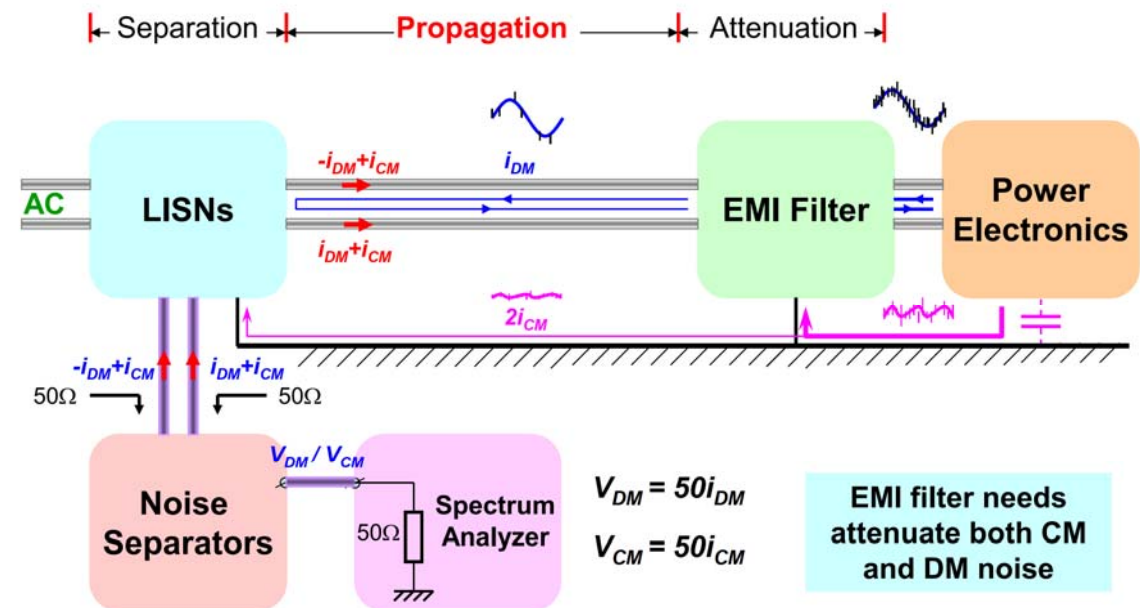 Separation
Propagation
Attenuation
-iDM+iCM
iDM
AC
LISNs
EMI Filter
Power
Electronics
iDM+iCM
2iCM
-iDM+iCM
iDM+iCM
50Ω
50Ω
VDM / VCM
Noise
Separators
50Ω
Spectrum
Analyzer
VDM = 50iDM
VCM = 50iCM
EMI filter needs
attenuate both CM
and DM noise